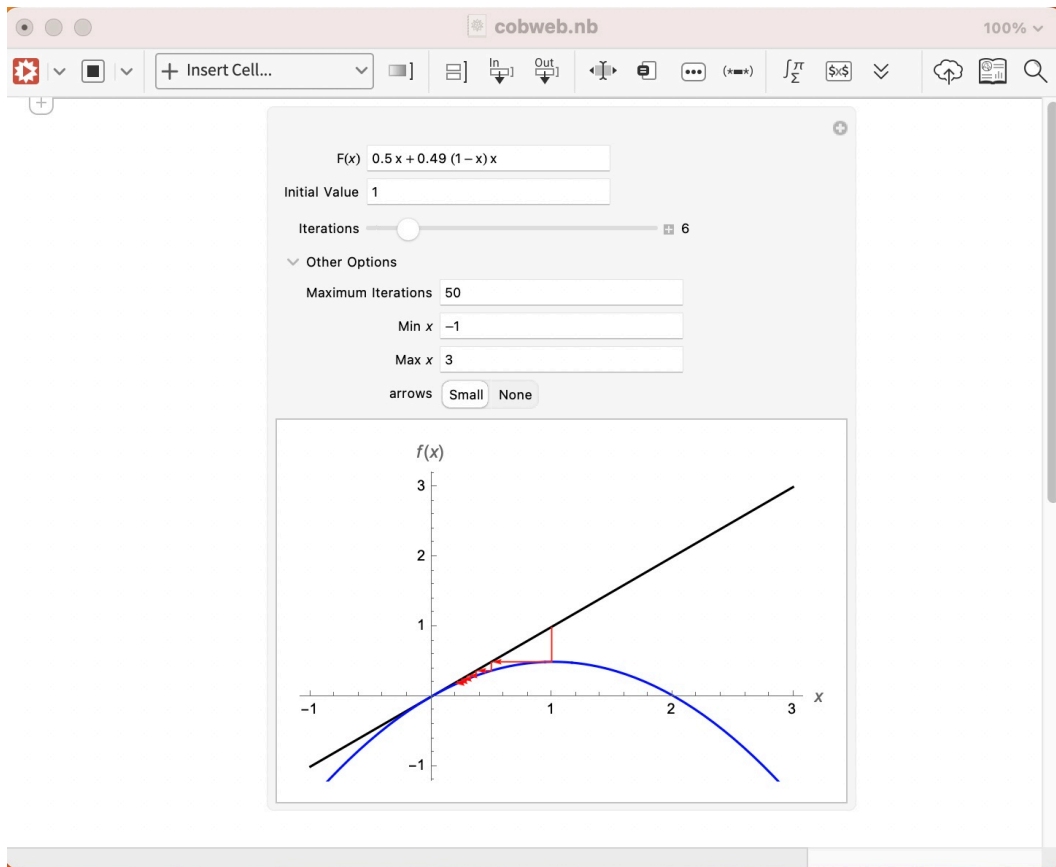 cobweb.nb
100%
Insert Cell...
In
Out
$x$
F(x) 0.5 x + 0.49 (1 − x) x
Initial Value 1
Iterations 6
Other Options
Maximum Iterations 50
Min x −1
Max x 3
arrows Small None
f(x)
3
2
1
−1 1 2 3 x
−1